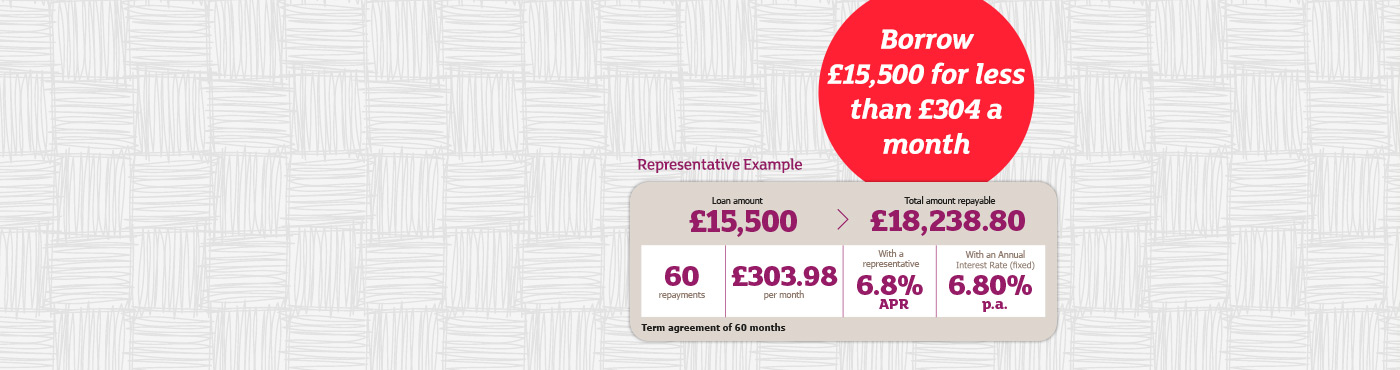 Borrow
£15,500 for less
than £304 a
month
Representative Example
Loan amount
£15,500
Total amount repayable
£18,238.80
60
repayments
£303.98
per month
With a
representative
6.8%
APR
With an Annual
Interest Rate (fixed)
6.80%
p.a.
Term agreement of 60 months